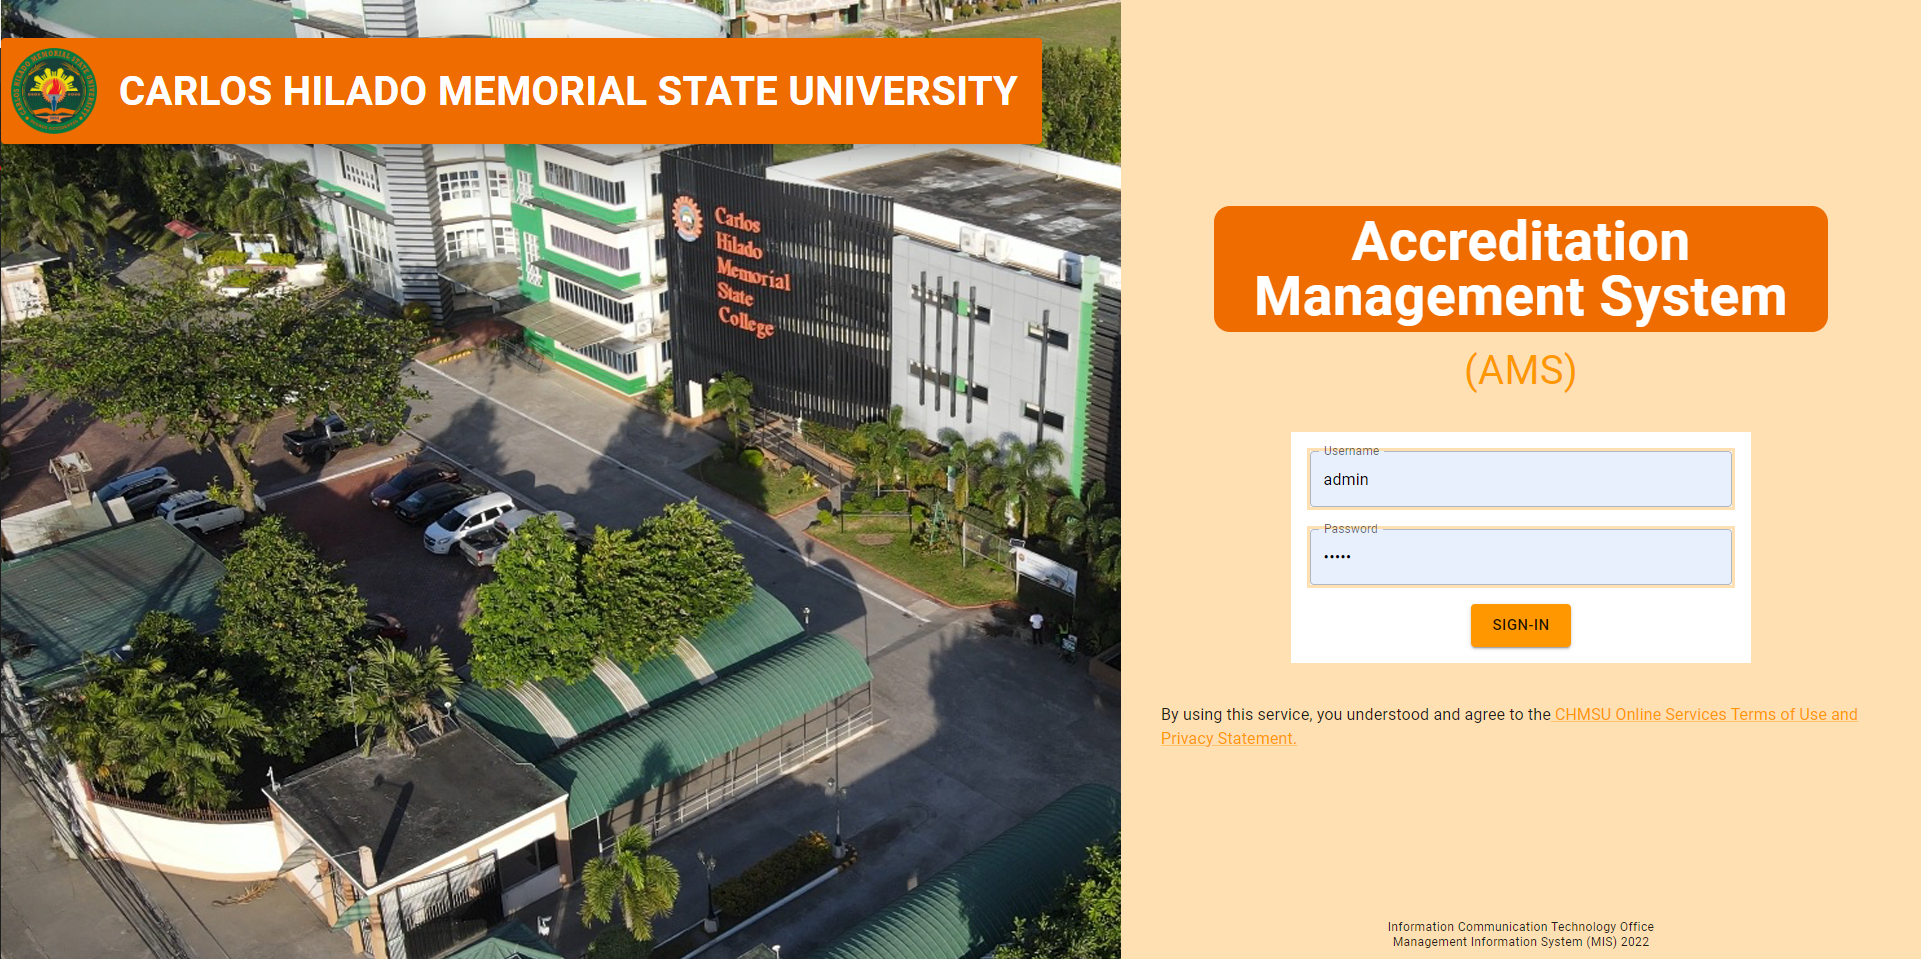 CARLOS HILADO MEMORIAL STATE UNIVERSITY
Carlos
Hilado
Memorial
State
College
Accreditation
Management System
(AMS)
Username
admin
Password
•••••
SIGN-IN
By using this service, you understood and agree to the CHMSU Online Services Terms of Use and
Privacy Statement.
Information Communication Technology Office
Management Information System (MIS) 2022